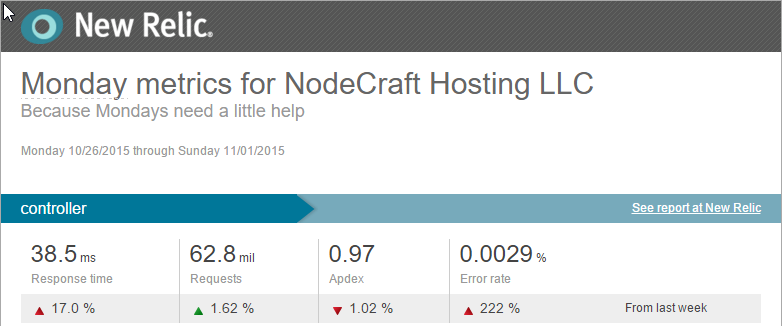 New Relic®
Monday metrics for NodeCraft Hosting LLC
Because Mondays need a little help
Monday 10/26/2015 through Sunday 11/01/2015
controller
See report at New Relic
38.5 ms
62.8 mil
0.97
0.0029 %
Response time
Requests
Apdex
Error rate
▲ 17.0 %
▲ 1.62 %
▼ 1.02 %
▲ 222 %
From last week